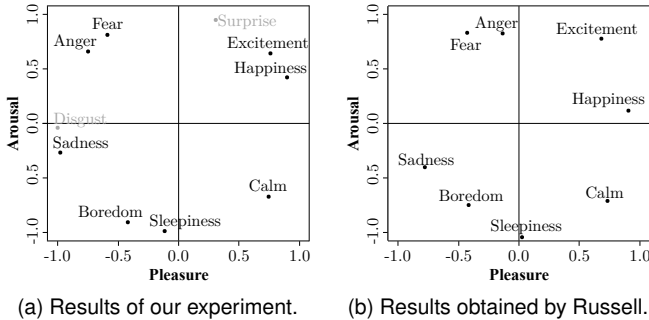 Surprise
Fear
Anger
Excitement
Happiness
Disgust
Sadness
Calm
Boredom
Sleepiness
Arousal
1.0
0.5
0.0
-0.5
-1.0
-1.0 -0.5 0.0 0.5 1.0
Pleasure
(a) Results of our experiment.
Anger
Fear
Excitement
Happiness
Sadness
Boredom
Calm
Sleepiness
Arousal
1.0
0.5
0.0
-0.5
-1.0
-1.0 -0.5 0.0 0.5 1.0
Pleasure
(b) Results obtained by Russell.